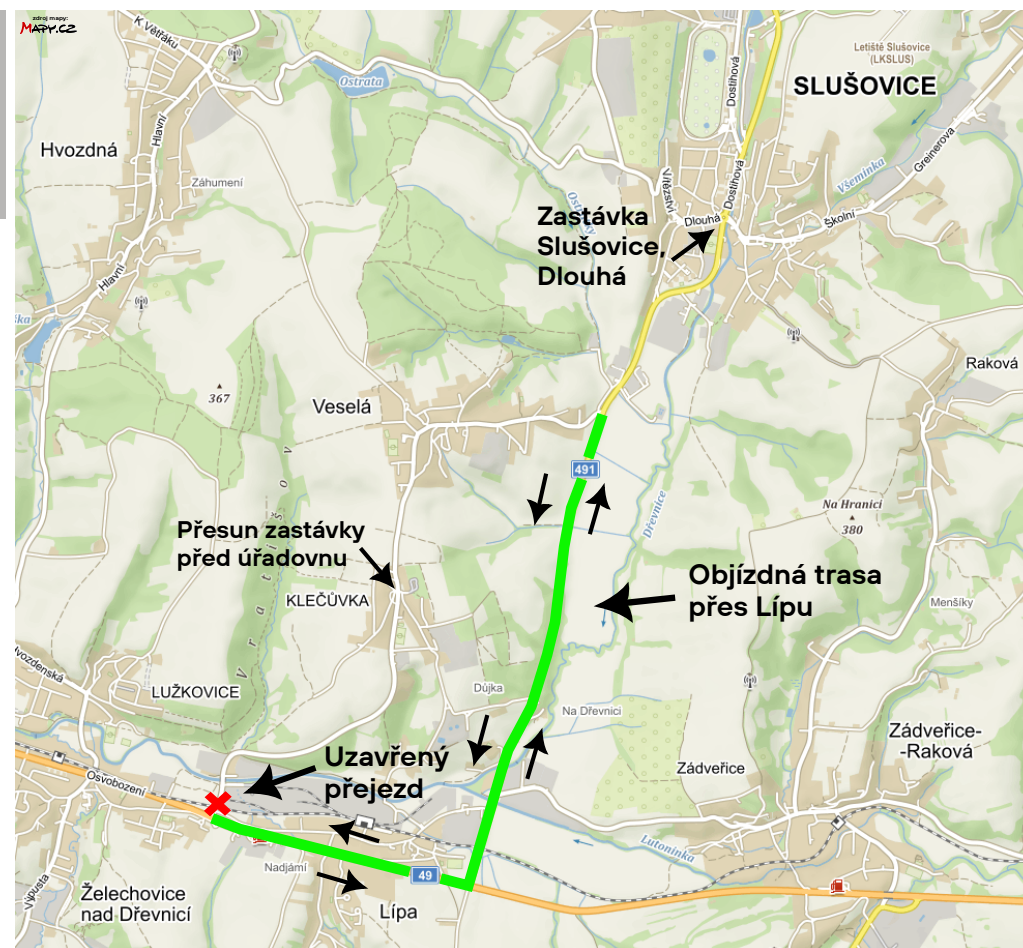 zdroj mapy:
MAPY.CZ
K Větřáku
Ostrata
Letiště Slušovice
(LKSLUS)
SLUŠOVICE
Dostihová
Hlavní
Hvozdná
Záhumení
Greinerova
Všeminka
Vítězství
Dostihová
Dlouhá
Školní
Zastávka
Slušovice,
Dlouhá
Hlavní
367
Veselá
Raková
491
Dřevnice
Na Hranici
380
Přesun zastávky
před úřadovnu
KLEČŮVKA
Objízdná trasa
přes Lípu
Menšíky
Vratišov
Hvozdenská
LUŽKOVICE
Důjka
Na Dřevnici
Zádveřice-
-Raková
Uzavřený
přejezd
Osvobození
Zádveřice
Lutoninka
Nadjámí
49
Výpusta
Želechovice
nad Dřevnicí
Lípa